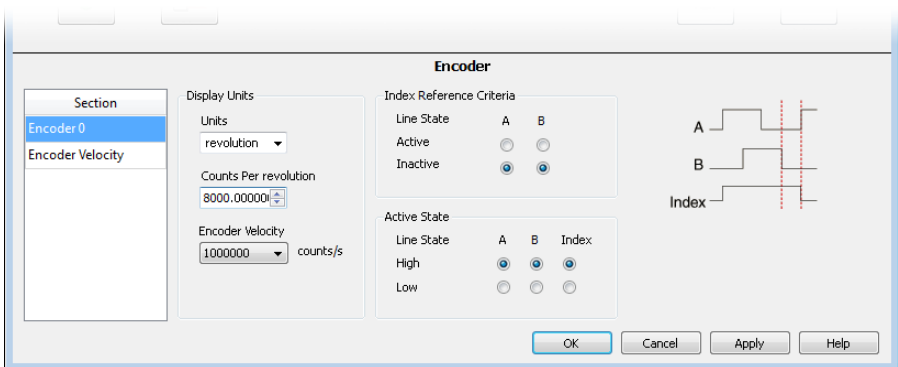 Encoder
Section
Encoder 0
Encoder Velocity
Display Units
Units
revolution
Counts Per revolution
8000.00000
Encoder Velocity
1000000 counts/s
Index Reference Criteria
Line State A B
Active
Inactive
Active State
Line State A B Index
High
Low
A
B
Index
OK Cancel Apply Help